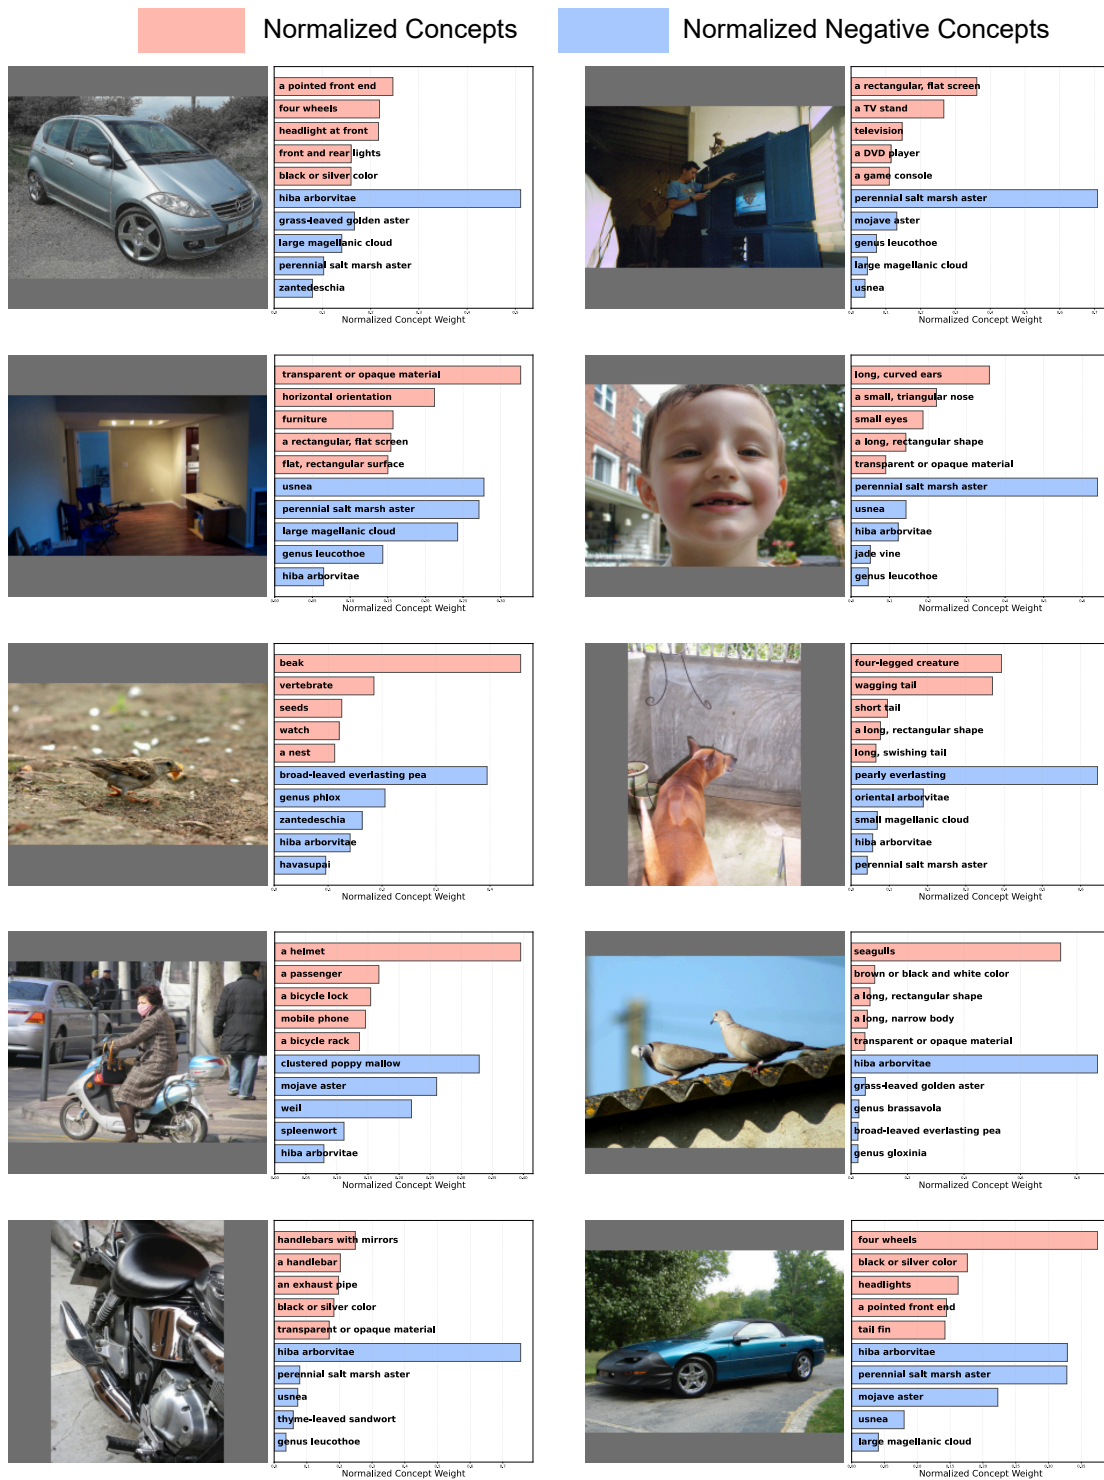 Normalized Concepts
Normalized Negative Concepts
a pointed front end
four wheels
headlight at front
front and rear lights
black or silver color
hiba arborvitae
grass-leaved golden aster
large magellanic cloud
perennial salt marsh aster
zantedeschia
Normalized Concept Weight
a rectangular, flat screen
a TV stand
television
a DVD player
a game console
perennial salt marsh aster
mojave aster
genus leucothoe
large magellanic cloud
usnea
Normalized Concept Weight
transparent or opaque material
horizontal orientation
furniture
a rectangular, flat screen
flat, rectangular surface
usnea
perennial salt marsh aster
large magellanic cloud
genus leucothoe
hiba arborvitae
Normalized Concept Weight
long, curved ears
a small, triangular nose
small eyes
a long, rectangular shape
transparent or opaque material
perennial salt marsh aster
usnea
hiba arborvitae
jade vine
genus leucothoe
Normalized Concept Weight
beak
vertebrate
seeds
watch
a nest
broad-leaved everlasting pea
genus phlox
zantedeschia
hiba arborvitae
havasupai
Normalized Concept Weight
four-legged creature
wagging tail
short tail
a long, rectangular shape
long, swishing tail
pearly everlasting
oriental arborvitae
small magellanic cloud
hiba arborvitae
perennial salt marsh aster
Normalized Concept Weight
a helmet
a passenger
a bicycle lock
mobile phone
a bicycle rack
clustered poppy mallow
mojave aster
weil
spleenwort
hiba arborvitae
Normalized Concept Weight
seagulls
brown or black and white color
a long, rectangular shape
a long, narrow body
transparent or opaque material
hiba arborvitae
grass-leaved golden aster
genus brassavola
broad-leaved everlasting pea
genus gloxinia
Normalized Concept Weight
handlebars with mirrors
a handlebar
an exhaust pipe
black or silver color
transparent or opaque material
hiba arborvitae
perennial salt marsh aster
usnea
thyme-leaved sandwort
genus leucothoe
Normalized Concept Weight
four wheels
black or silver color
headlights
a pointed front end
tail fin
hiba arborvitae
perennial salt marsh aster
mojave aster
usnea
large magellanic cloud
Normalized Concept Weight